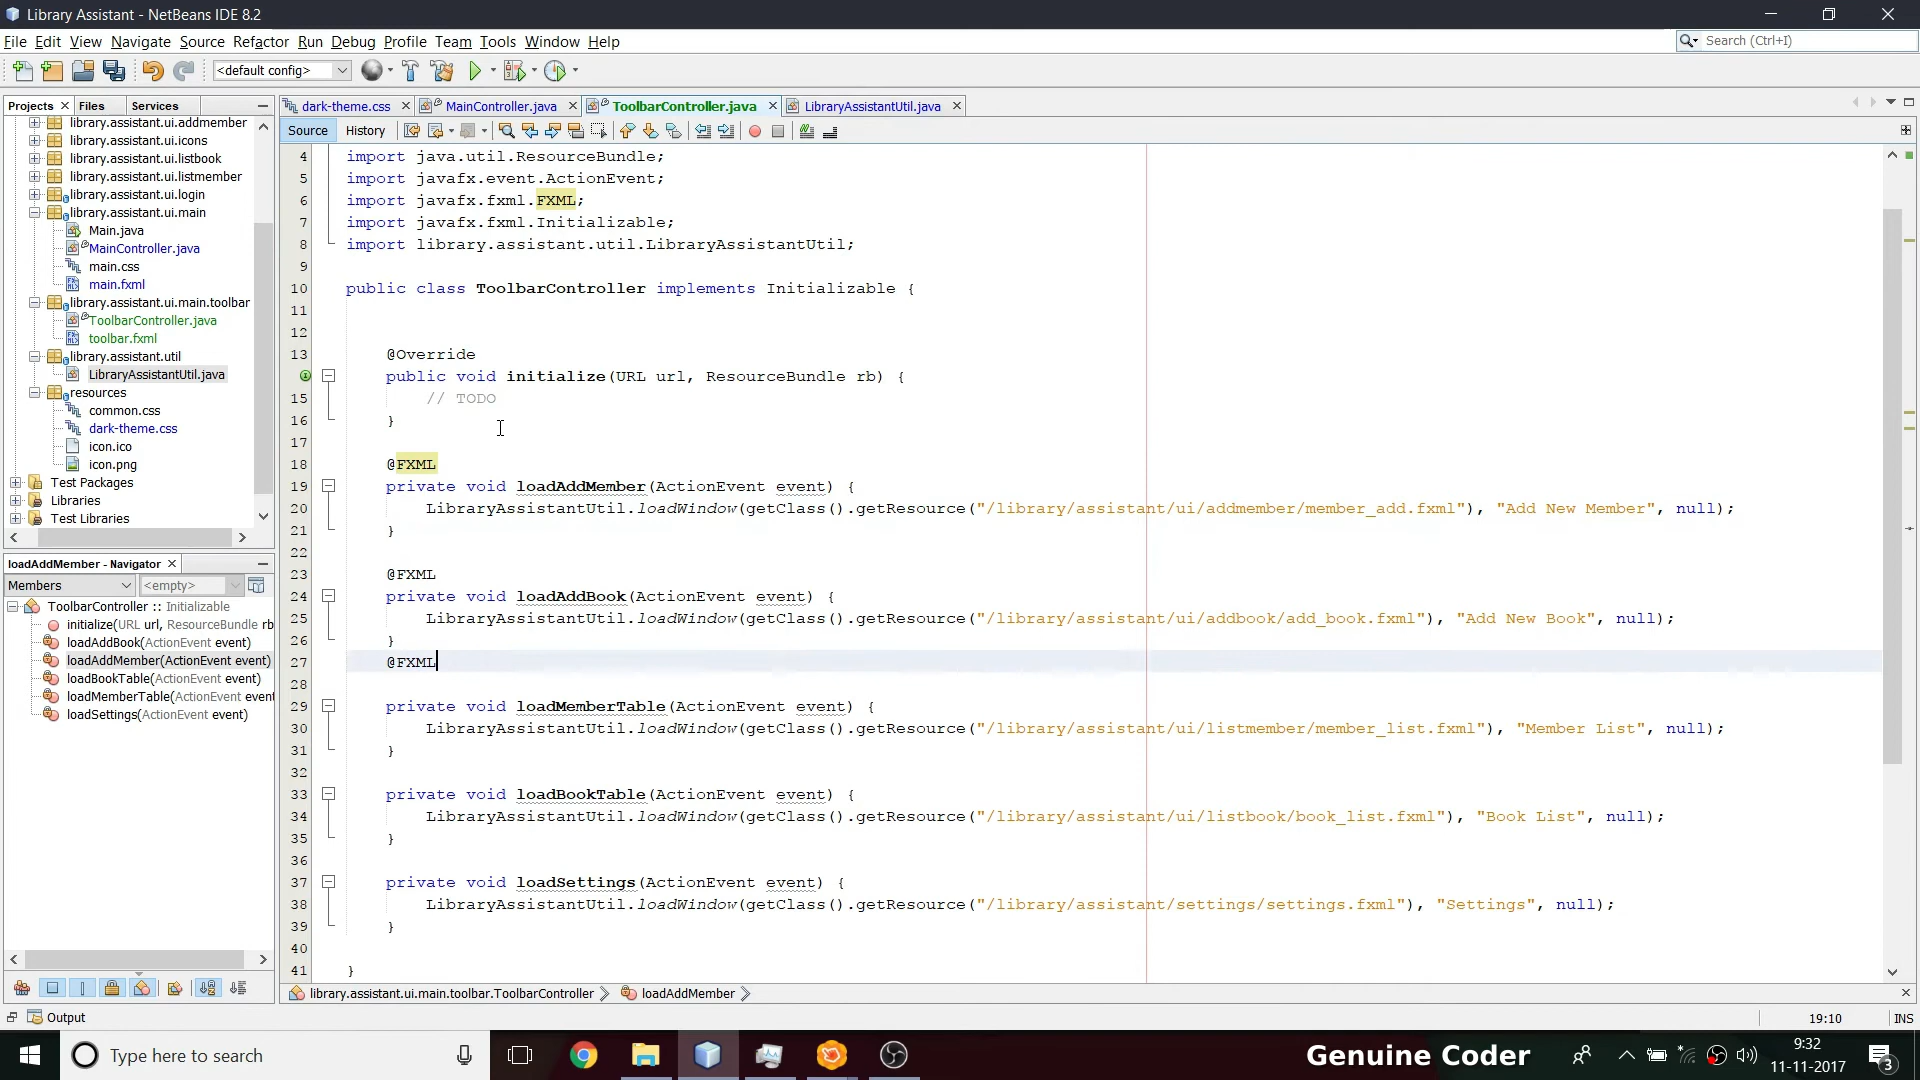 Library Assistant - NetBeans IDE 8.2
File Edit View Navigate Source Refactor Run Debug Profile Team Tools Window Help
Search (Ctrl+I)
<default config>
Projects Files Services
dark-theme.css MainController.java ToolbarController.java LibraryAssistantUtil.java
Source History
library.assistant.ui.addmember
library.assistant.ui.icons
library.assistant.ui.listbook
library.assistant.ui.listmember
library.assistant.ui.login
library.assistant.ui.main
Main.java
MainController.java
main.css
main.fxml
library.assistant.ui.main.toolbar
ToolbarController.java
toolbar.fxml
library.assistant.util
LibraryAssistantUtil.java
resources
common.css
dark-theme.css
icon.ico
icon.png
Test Packages
Libraries
Test Libraries
loadAddMember - Navigator
Members <empty>
ToolbarController :: Initializable
initialize(URL url, ResourceBundle rb
loadAddBook(ActionEvent event)
loadAddMember(ActionEvent event)
loadBookTable(ActionEvent event)
loadMemberTable(ActionEvent event
loadSettings(ActionEvent event)
4 import java.util.ResourceBundle;
5 import javafx.event.ActionEvent;
6 import javafx.fxml.FXML;
7 import javafx.fxml.Initializable;
8 import library.assistant.util.LibraryAssistantUtil;
9
10 public class ToolbarController implements Initializable {
11
12
13 @Override
public void initialize(URL url, ResourceBundle rb) {
15 // TODO
16 }
17
18 @FXML
19 private void loadAddMember(ActionEvent event) {
20 LibraryAssistantUtil.loadWindow(getClass().getResource("/library/assistant/ui/addmember/member_add.fxml"), "Add New Member", null);
21 }
22
23 @FXML
24 private void loadAddBook(ActionEvent event) {
25 LibraryAssistantUtil.loadWindow(getClass().getResource("/library/assistant/ui/addbook/add_book.fxml"), "Add New Book", null);
26 }
27 @FXML
28
29 private void loadMemberTable(ActionEvent event) {
30 LibraryAssistantUtil.loadWindow(getClass().getResource("/library/assistant/ui/listmember/member_list.fxml"), "Member List", null);
31 }
32
33 private void loadBookTable(ActionEvent event) {
34 LibraryAssistantUtil.loadWindow(getClass().getResource("/library/assistant/ui/listbook/book_list.fxml"), "Book List", null);
35 }
36
37 private void loadSettings(ActionEvent event) {
38 LibraryAssistantUtil.loadWindow(getClass().getResource("/library/assistant/settings/settings.fxml"), "Settings", null);
39 }
40
41 }
library.assistant.ui.main.toolbar.ToolbarController loadAddMember
Output
19:10 INS
Type here to search
Genuine Coder
9:32
11-11-2017
3